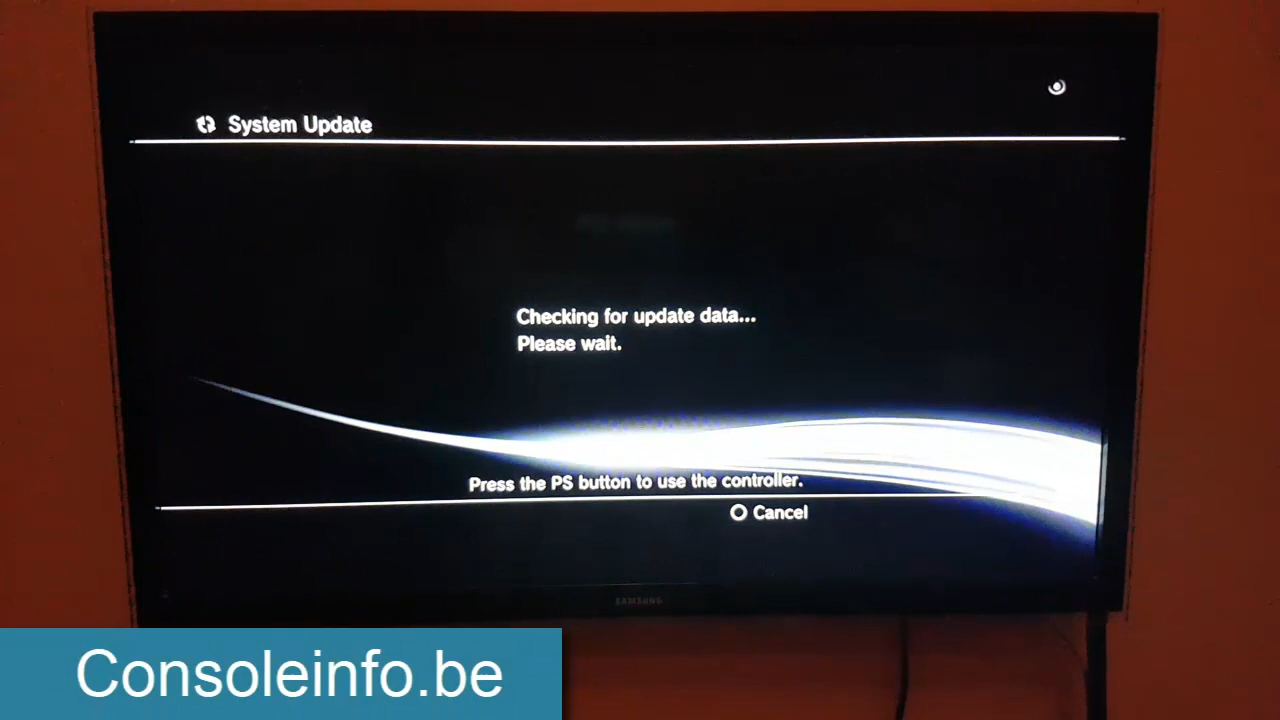 System Update
Checking for update data...
Please wait.
Press the PS button to use the controller.
Cancel
SAMSUNG
Consoleinfo.be